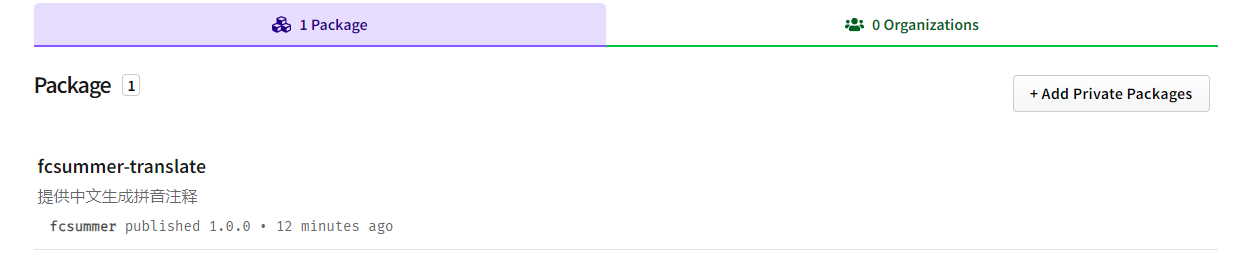 1 Package
0 Organizations
Package 1
+ Add Private Packages
fcsummer-translate
提供中文生成拼音注释
fcsummer published 1.0.0 • 12 minutes ago